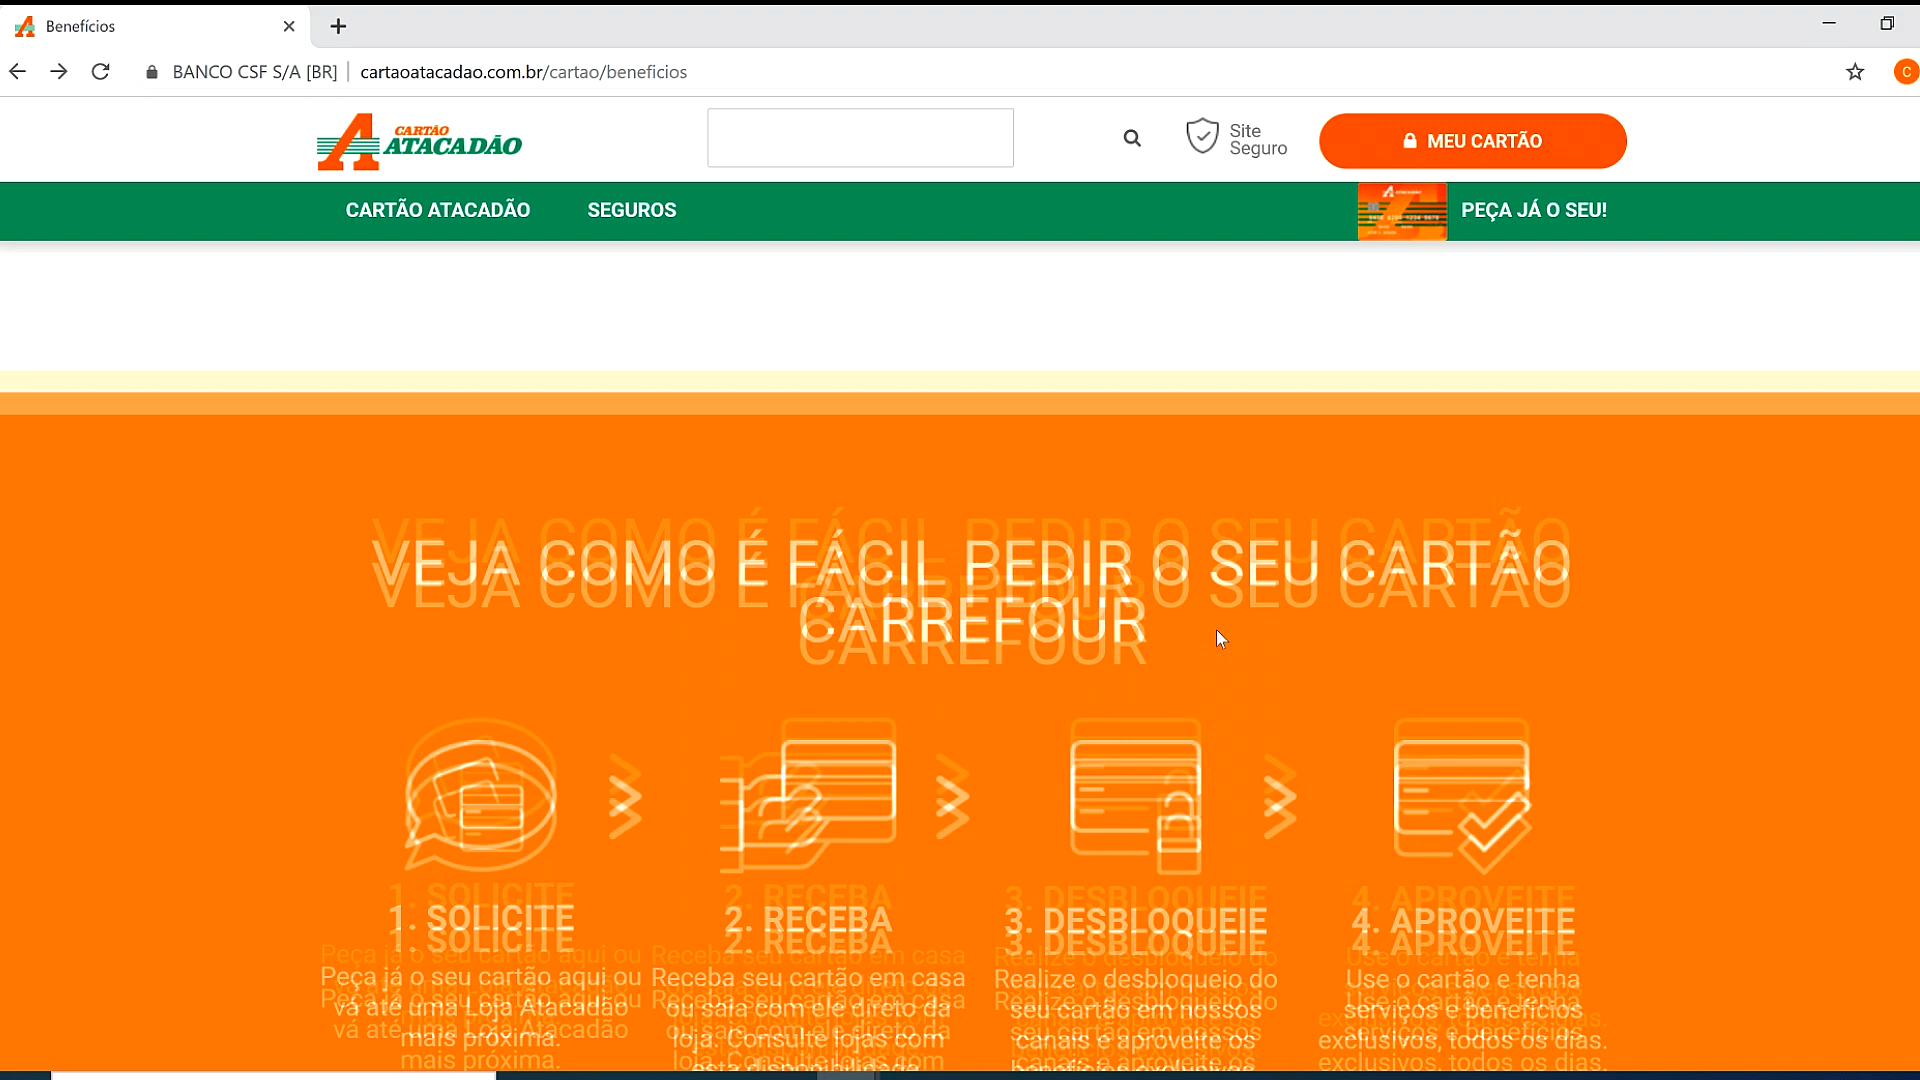 Benefícios
BANCO CSF S/A [BR]
cartaoatacadao.com.br/cartao/beneficios
C
CARTÃO
ATACADÃO
Site
Seguro
MEU CARTÃO
CARTÃO ATACADÃO
SEGUROS
PEÇA JÁ O SEU!
VEJA COMO É FÁCIL PEDIR O SEU CARTÃO
CARREFOUR
1. SOLICITE
Peça já o seu cartão aqui ou
vá até uma Loja Atacadão
mais próxima.
2. RECEBA
Receba seu cartão em casa
ou saia com ele direto da
loja. Consulte lojas com
esta disponibilidade
3. DESBLOQUEIE
Realize o desbloqueio do
seu cartão em nossos
canais e aproveite os
benefícios exclusivos
4. APROVEITE
Use o cartão e tenha
serviços e benefícios
exclusivos, todos os dias.